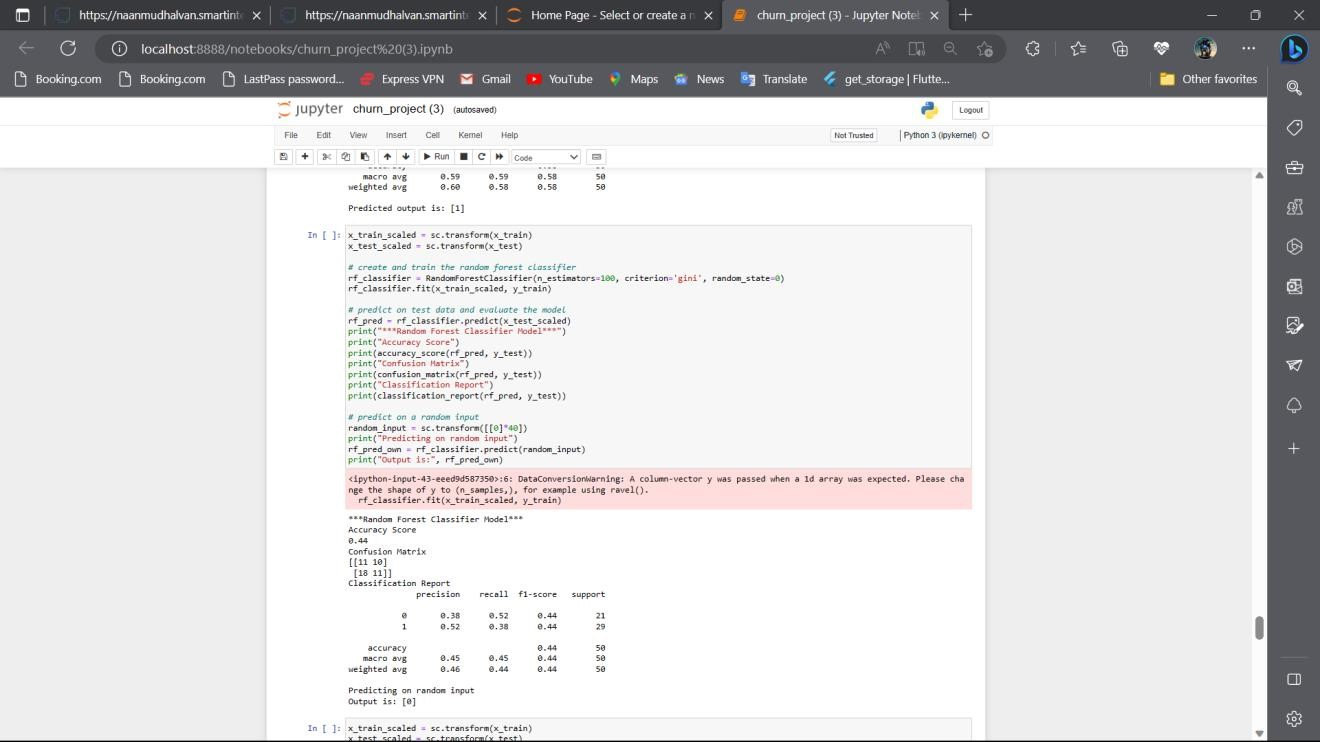 https://naanmudhalvan.smartinte
https://naanmudhalvan.smartinte
Home Page - Select or create a n
churn_project (3) - Jupyter Noteb
localhost:8888/notebooks/churn_project%20(3).ipynb
Booking.com
Booking.com
LastPass password...
Express VPN
Gmail
YouTube
Maps
News
Translate
get_storage | Flutte...
Other favorites
jupyter churn_project (3) (autosaved)
Logout
File Edit View Insert Cell Kernel Help
Not Trusted
Python 3 (ipykernel)
Run
Code
macro avg 0.59 0.59 0.58 50
weighted avg 0.60 0.58 0.58 50
Predicted output is: [1]
In [ ]: x_train_scaled = sc.transform(x_train)
x_test_scaled = sc.transform(x_test)
# create and train the random forest classifier
rf_classifier = RandomForestClassifier(n_estimators=100, criterion='gini', random_state=0)
rf_classifier.fit(x_train_scaled, y_train)
# predict on test data and evaluate the model
rf_pred = rf_classifier.predict(x_test_scaled)
print("***Random Forest Classifier Model***")
print("Accuracy Score")
print(accuracy_score(rf_pred, y_test))
print("Confusion Matrix")
print(confusion_matrix(rf_pred, y_test))
print("Classification Report")
print(classification_report(rf_pred, y_test))
# predict on a random input
random_input = sc.transform([[0]*40])
print("Predicting on random input")
rf_pred_own = rf_classifier.predict(random_input)
print("Output is:", rf_pred_own)
<ipython-input-43-eeed9d587350>:6: DataConversionWarning: A column-vector y was passed when a 1d array was expected. Please cha
nge the shape of y to (n_samples,), for example using ravel().
rf_classifier.fit(x_train_scaled, y_train)
***Random Forest Classifier Model***
Accuracy Score
0.44
Confusion Matrix
[[11 10]
[18 11]]
Classification Report
precision recall f1-score support
0 0.38 0.52 0.44 21
1 0.52 0.38 0.44 29
accuracy 0.44 50
macro avg 0.45 0.45 0.44 50
weighted avg 0.46 0.44 0.44 50
Predicting on random input
Output is: [0]
In [ ]: x_train_scaled = sc.transform(x_train)
x_test_scaled = sc.transform(x_test)